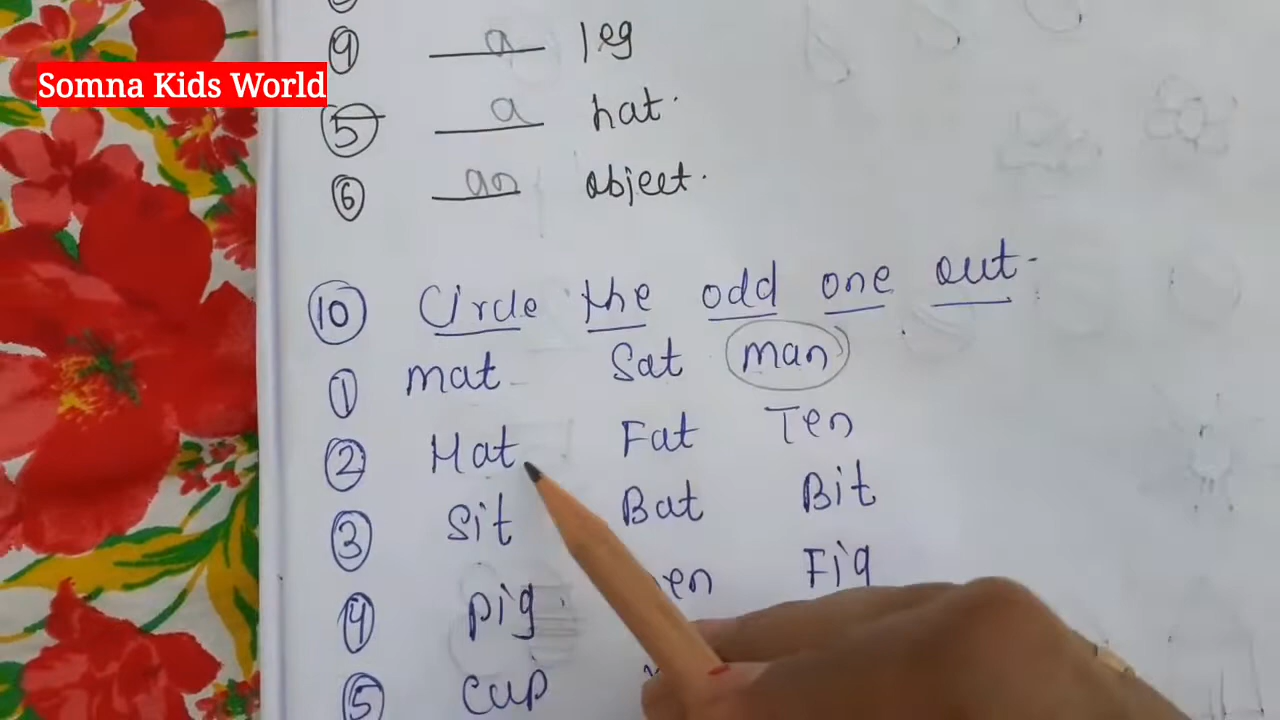 4 a leg
Somna Kids World
5 a hat.
6 an object.
10 Circle the odd one out.
1 mat Sat man
2 Hat Fat Ten
3 Sit Bat Bit
4 pig Fig
5 cup